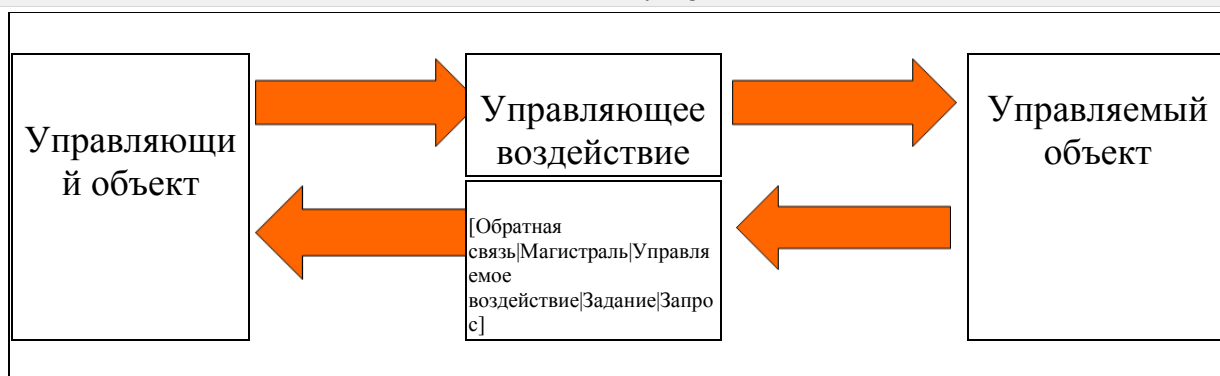 Управляющи
й объект
Управляющее
воздействие
Управляемый
объект
[Обратная
связь|Магистраль|Управля
емое
воздействие|Задание|Запро
с]